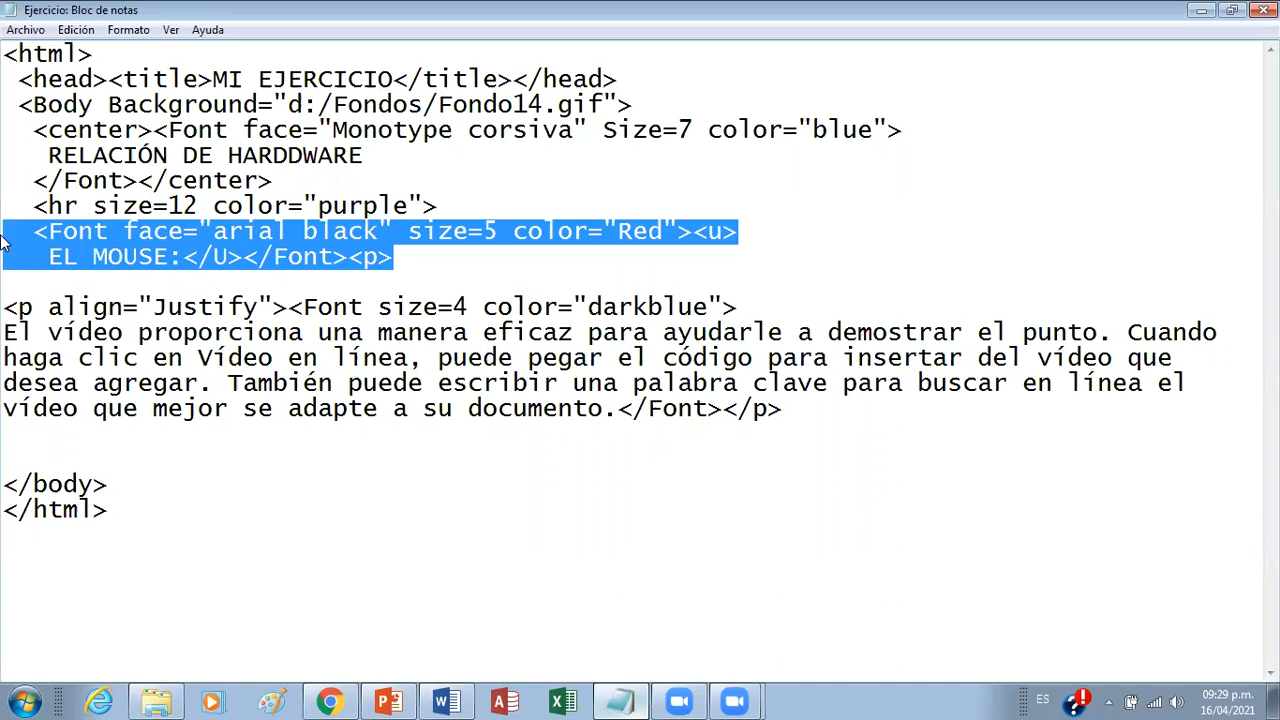 Ejercicio: Bloc de notas
Archivo Edición Formato Ver Ayuda
<html>
<head><title>MI EJERCICIO</title></head>
<Body Background="d:/Fondos/Fondo14.gif">
<center><Font face="Monotype corsiva" Size=7 color="blue">
RELACIÓN DE HARDDWARE
</Font></center>
<hr size=12 color="purple">
<Font face="arial black" size=5 color="Red"><u>
EL MOUSE:</U></Font><p>
<p align="Justify"><Font size=4 color="darkblue">
El vídeo proporciona una manera eficaz para ayudarle a demostrar el punto. Cuando
haga clic en Vídeo en línea, puede pegar el código para insertar del vídeo que
desea agregar. También puede escribir una palabra clave para buscar en línea el
vídeo que mejor se adapte a su documento.</Font></p>
</body>
</html>
ES
09:29 p.m.
16/04/2021